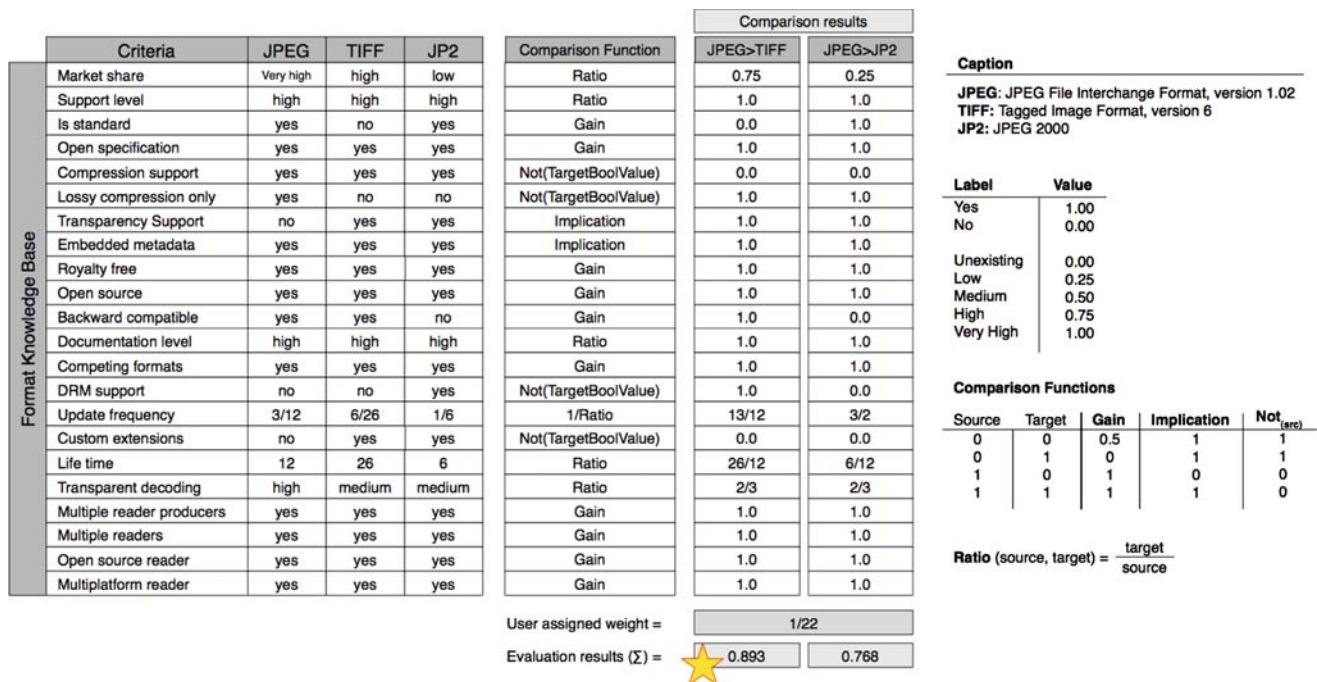 Comparison results
Criteria JPEG TIFF JP2 Comparison Function JPEG>TIFF JPEG>JP2
Format Knowledge Base
Market share Very high high low Ratio 0.75 0.25
Support level high high high Ratio 1.0 1.0
Is standard yes no yes Gain 0.0 1.0
Open specification yes yes yes Gain 1.0 1.0
Compression support yes yes yes Not(TargetBoolValue) 0.0 0.0
Lossy compression only yes no no Not(TargetBoolValue) 1.0 1.0
Transparency Support no yes yes Implication 1.0 1.0
Embedded metadata yes yes yes Implication 1.0 1.0
Royalty free yes yes yes Gain 1.0 1.0
Open source yes yes yes Gain 1.0 1.0
Backward compatible yes yes no Gain 1.0 0.0
Documentation level high high high Ratio 1.0 1.0
Competing formats yes yes yes Gain 1.0 1.0
DRM support no no yes Not(TargetBoolValue) 1.0 0.0
Update frequency 3/12 6/26 1/6 1/Ratio 13/12 3/2
Custom extensions no yes yes Not(TargetBoolValue) 0.0 0.0
Life time 12 26 6 Ratio 26/12 6/12
Transparent decoding high medium medium Ratio 2/3 2/3
Multiple reader producers yes yes yes Gain 1.0 1.0
Multiple readers yes yes yes Gain 1.0 1.0
Open source reader yes yes yes Gain 1.0 1.0
Multiplatform reader yes yes yes Gain 1.0 1.0
User assigned weight = 1/22
Evaluation results (Σ) = 0.893 0.768
Caption
JPEG: JPEG File Interchange Format, version 1.02
TIFF: Tagged Image Format, version 6
JP2: JPEG 2000
Label Value
Yes 1.00
No 0.00
Unexisting 0.00
Low 0.25
Medium 0.50
High 0.75
Very High 1.00
Comparison Functions
Source Target Gain Implication Not(src)
0 0 0.5 1 1
0 1 0 1 1
1 0 1 0 0
1 1 1 1 0
Ratio (source, target) = target
source